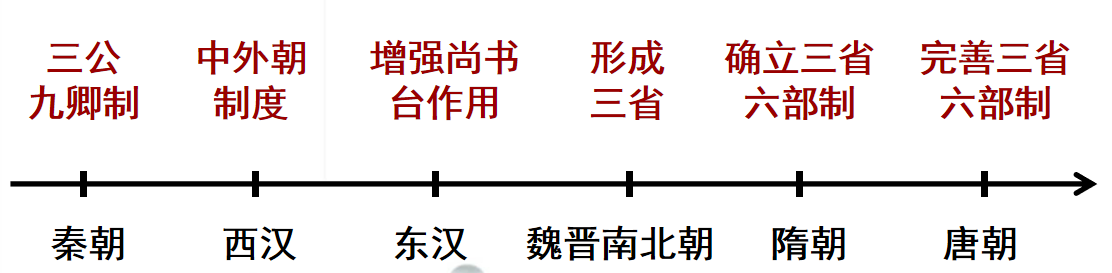 三公
九卿制
中外朝
制度
增强尚书
台作用
形成
三省
确立三省
六部制
完善三省
六部制
秦朝
西汉
东汉
魏晋南北朝
隋朝
唐朝